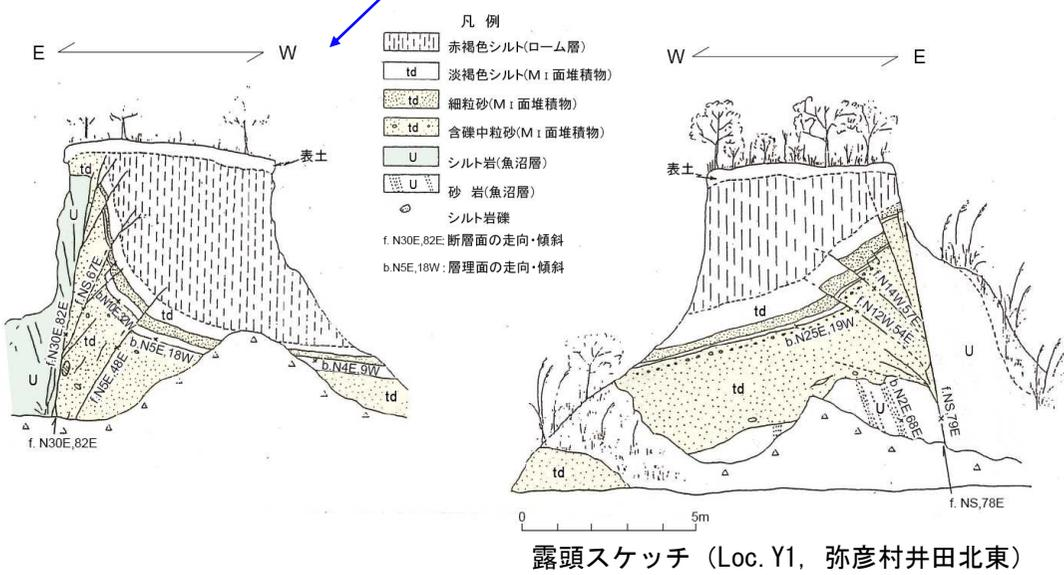 凡 例
赤褐色シルト(ローム層)
td 淡褐色シルト(MⅠ面堆積物)
td 細粒砂(MⅠ面堆積物)
td 含礫中粒砂(MⅠ面堆積物)
U シルト岩(魚沼層)
U 砂 岩(魚沼層)
シルト岩礫
f. N30E,82E: 断層面の走向・傾斜
b.N5E,18W : 層理面の走向・傾斜
E W
表土
td
U
f.NS,67E
td
b.N5E,18W
b.N4E,9W
f.N30E,82E
td
f.N5E,48E
td
U
f. N30E,82E
W E
表土
td
f.N14W,57E
f.N12W,54E
b.N25E,19W
td
U
U
b.N2E,68E
f.NS,79E
td
f. NS,78E
0 5m
露頭スケッチ (Loc. Y1, 弥彦村井田北東)